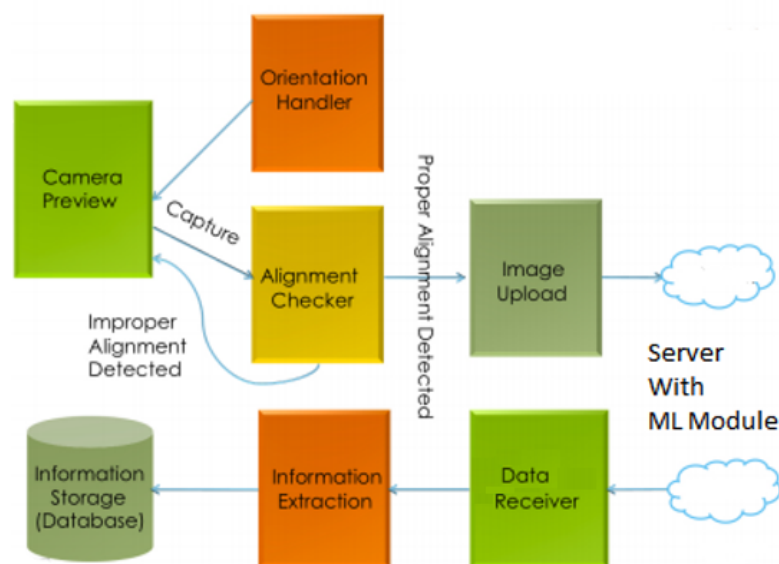 Orientation
Handler
Camera
Preview
Capture
Alignment
Checker
Improper
Alignment
Detected
Proper Alignment Detected
Image
Upload
Server
With
ML Module
Data
Receiver
Information
Extraction
Information
Storage
(Database)